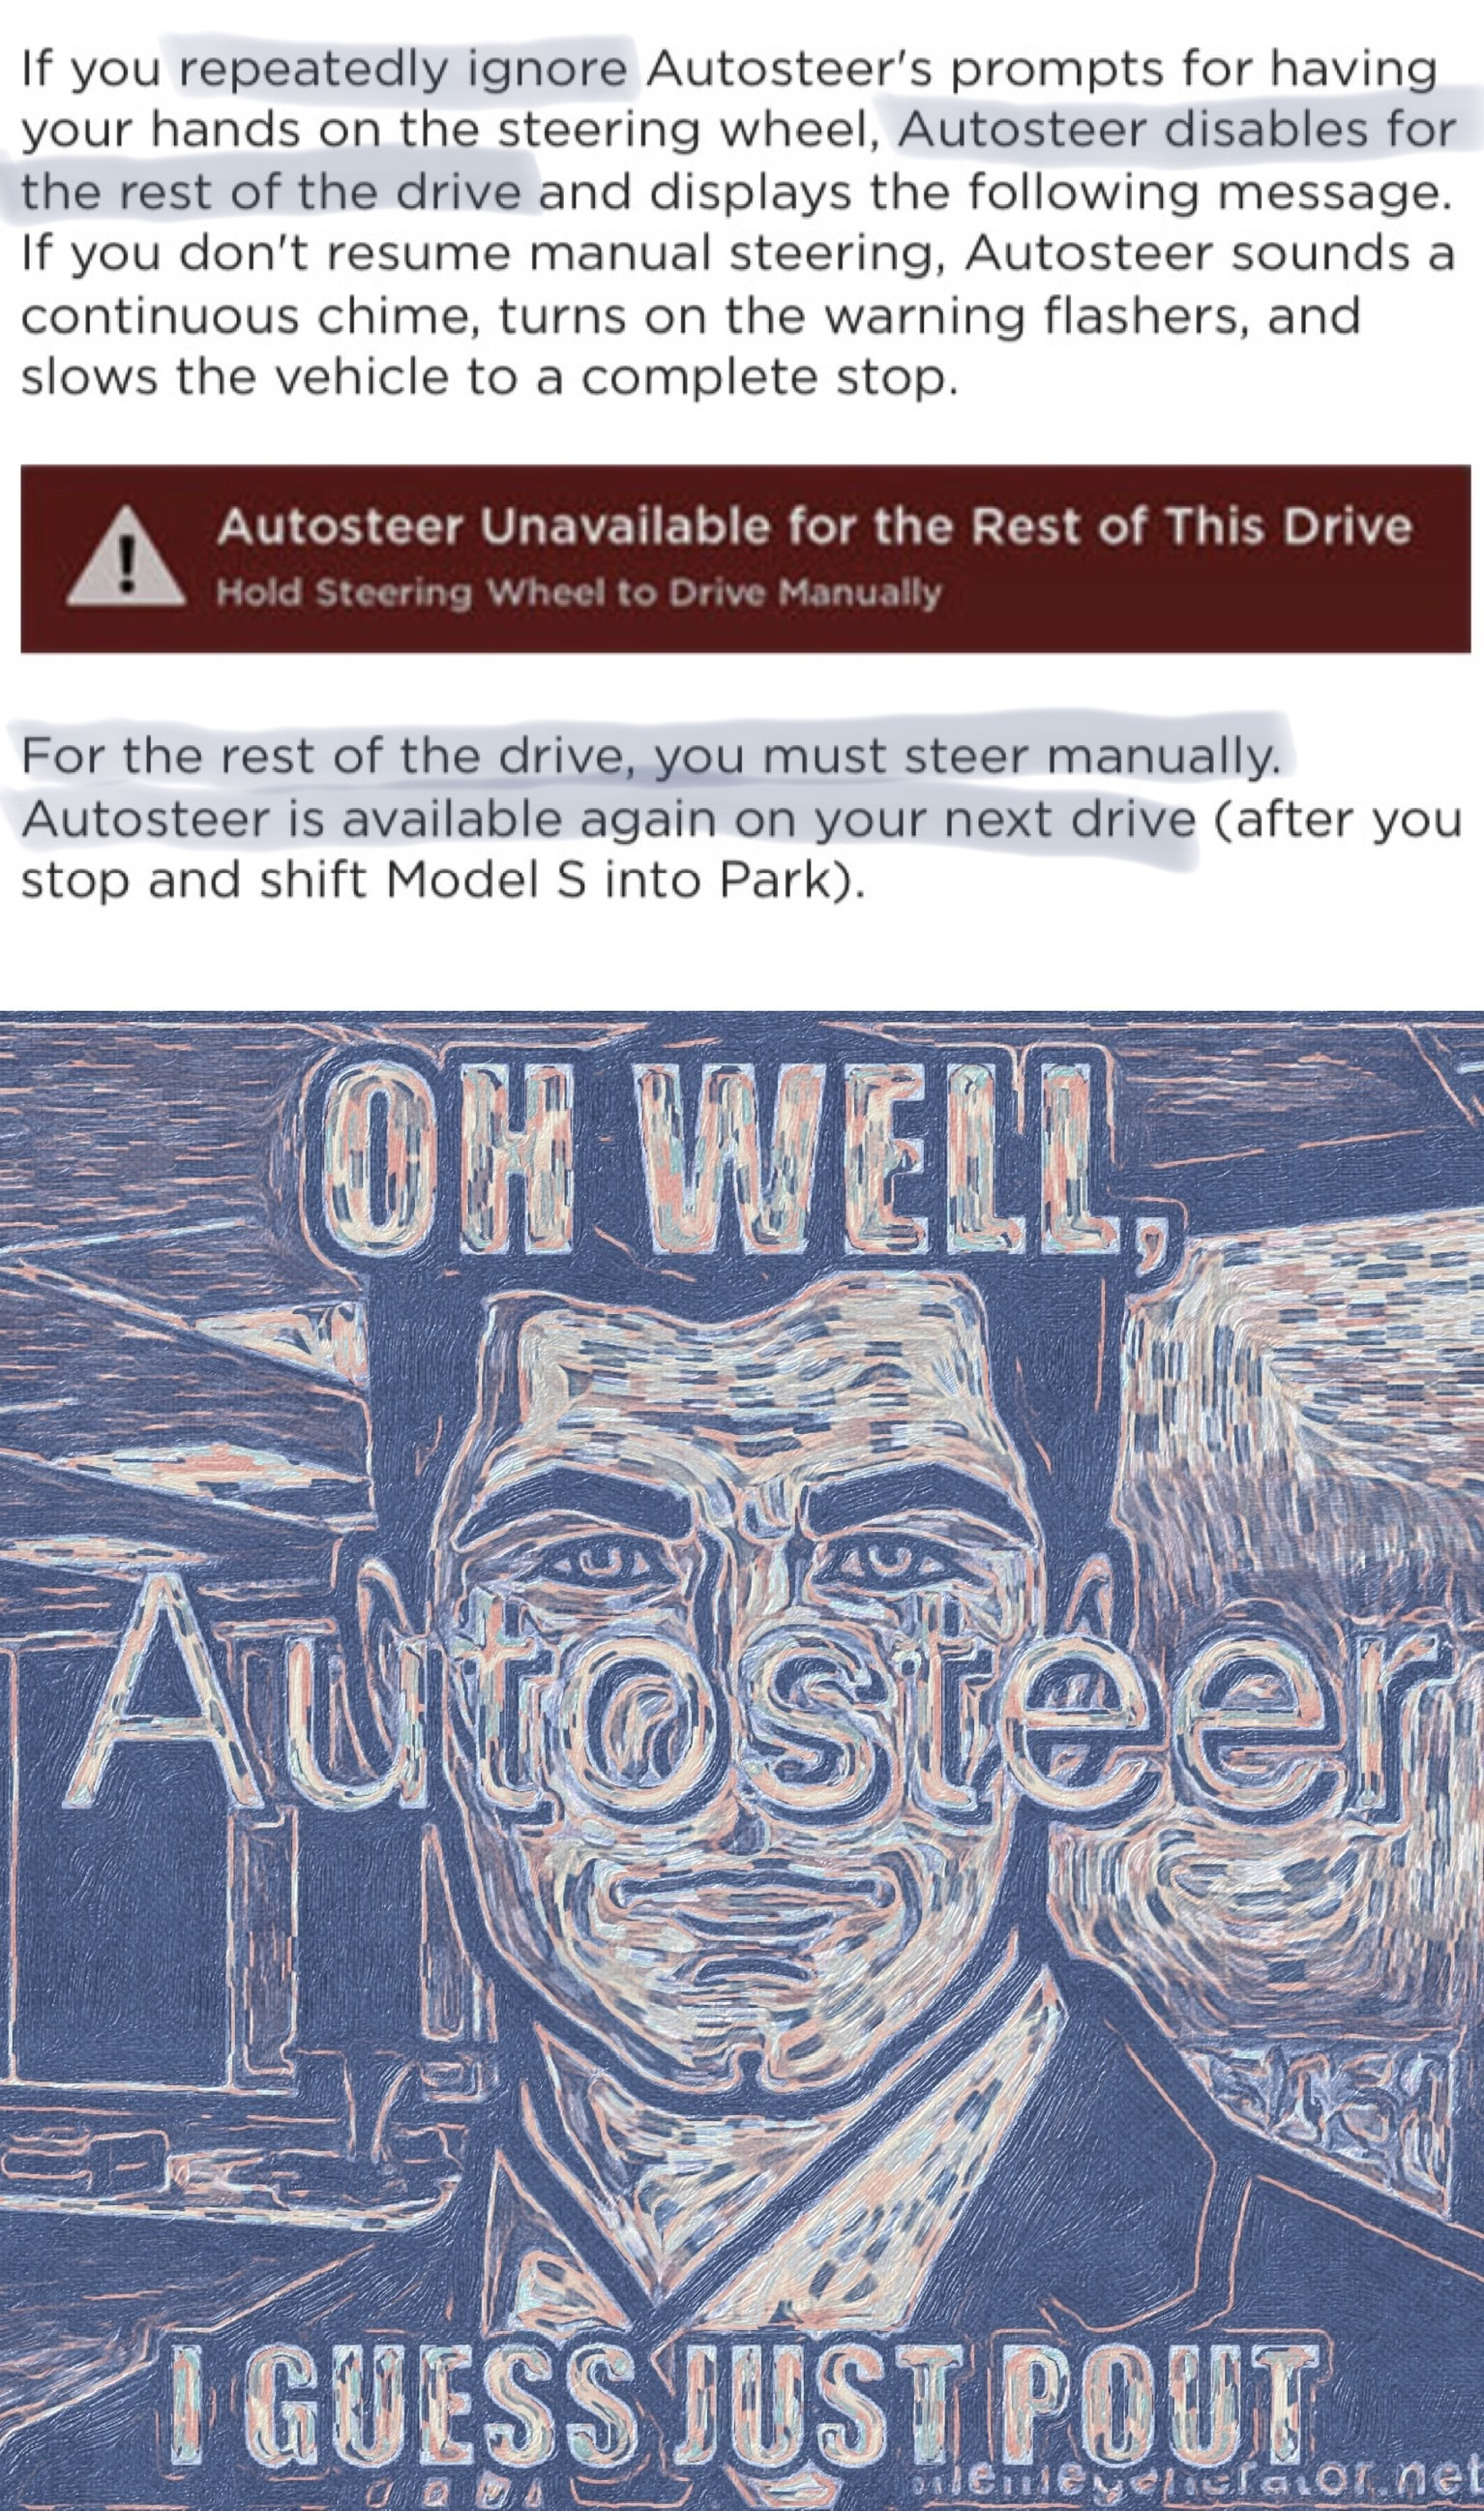 If you repeatedly ignore Autosteer's prompts for having
your hands on the steering wheel, Autosteer disables for
the rest of the drive and displays the following message.
If you don't resume manual steering, Autosteer sounds a
continuous chime, turns on the warning flashers, and
slows the vehicle to a complete stop.
Autosteer Unavailable for the Rest of This Drive
Hold Steering Wheel to Drive Manually
For the rest of the drive, you must steer manually.
Autosteer is available again on your next drive (after you
stop and shift Model S into Park).
OH WELL,
Autosteer
I GUESS JUST POUT
memegenerator.net